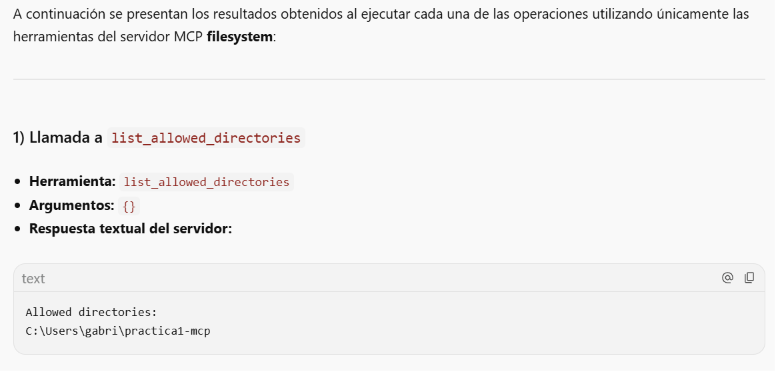 A continuación se presentan los resultados obtenidos al ejecutar cada una de las operaciones utilizando únicamente las
herramientas del servidor MCP filesystem:
1) Llamada a list_allowed_directories
• Herramienta: list_allowed_directories
• Argumentos: {}
• Respuesta textual del servidor:
text
Allowed directories:
C:\Users\gabri\practica1-mcp